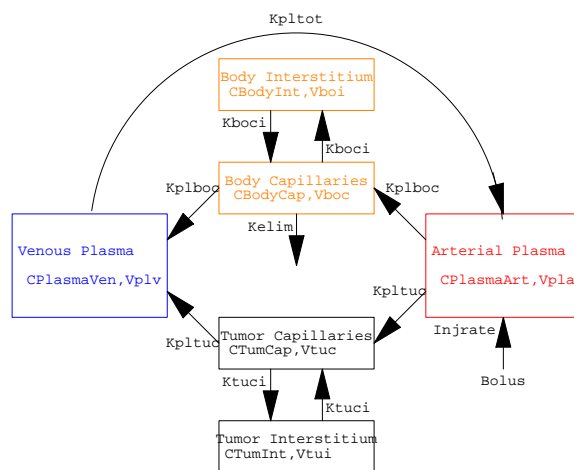 Kpltot
Body Interstitium
CBodyInt,Vboi
Kboci
Kboci
Body Capillaries
CBodyCap,Vboc
Kplboc
Kplboc
Kelim
Venous Plasma
CPlasmaVen,Vplv
Arterial Plasma
CPlasmaArt,Vpla
Kpltuc
Kpltuc
Tumor Capillaries
CTumCap,Vtuc
Injrate
Bolus
Ktuci
Ktuci
Tumor Interstitium
CTumInt,Vtui